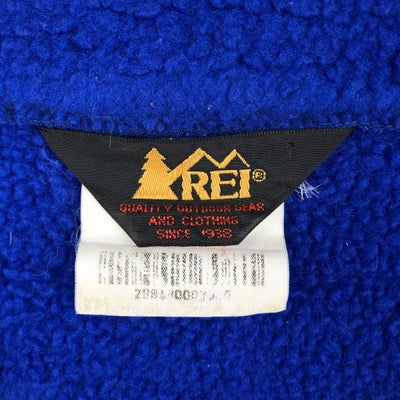 REI®
QUALITY OUTDOOR GEAR
AND CLOTHING
SINCE 1938